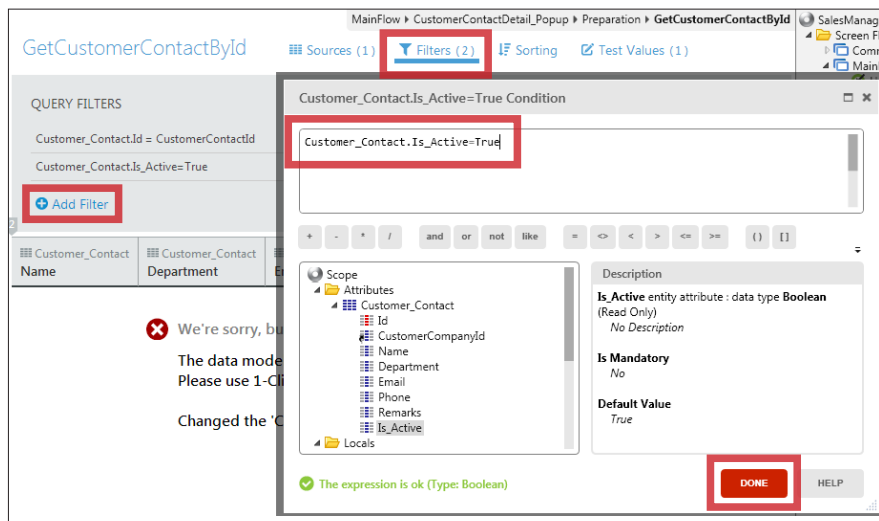 MainFlow ▸ CustomerContactDetail_Popup ▸ Preparation ▸ GetCustomerContactById
SalesManag
Screen Fl
Comm
MainF
GetCustomerContactById
Sources (1)
Filters (2)
Sorting
Test Values (1)
QUERY FILTERS
Customer_Contact.Id = CustomerContactId
Customer_Contact.Is_Active=True
Add Filter
2
Customer_Contact
Name
Customer_Contact
Department
We're sorry, bu
The data mode
Please use 1-Cli
Changed the 'C
Customer_Contact.Is_Active=True Condition
Customer_Contact.Is_Active=True
+ - * / and or not like = <> < > <= >= () []
Scope
Attributes
Customer_Contact
Id
CustomerCompanyId
Name
Department
Email
Phone
Remarks
Is_Active
Locals
Description
Is_Active entity attribute : data type Boolean
(Read Only)
No Description
Is Mandatory
No
Default Value
True
The expression is ok (Type: Boolean)
DONE
HELP